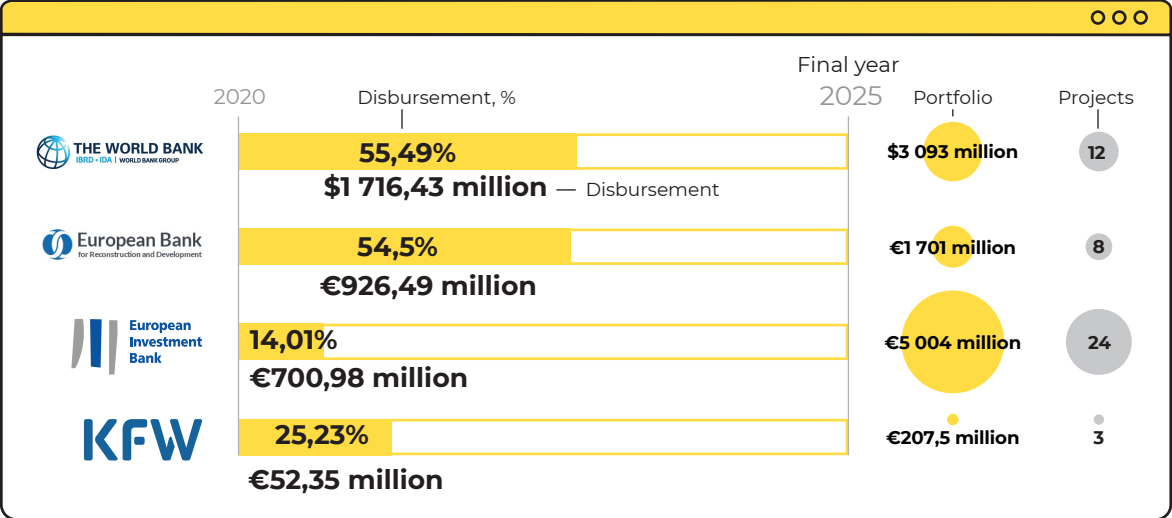 Final year
2020
Disbursement, %
2025
Portfolio
Projects
THE WORLD BANK
IBRD • IDA | WORLD BANK GROUP
55,49%
$3 093 million
12
$1 716,43 million — Disbursement
European Bank
for Reconstruction and Development
54,5%
€1 701 million
8
€926,49 million
European
Investment
Bank
14,01%
€5 004 million
24
€700,98 million
KFW
25,23%
€207,5 million
3
€52,35 million